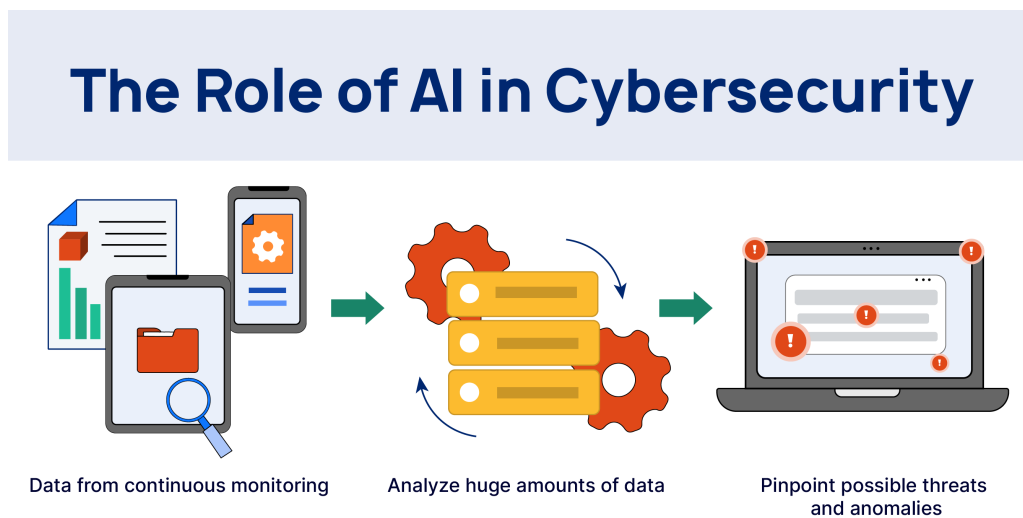 The Role of AI in Cybersecurity
Data from continuous monitoring
Analyze huge amounts of data
Pinpoint possible threats
and anomalies